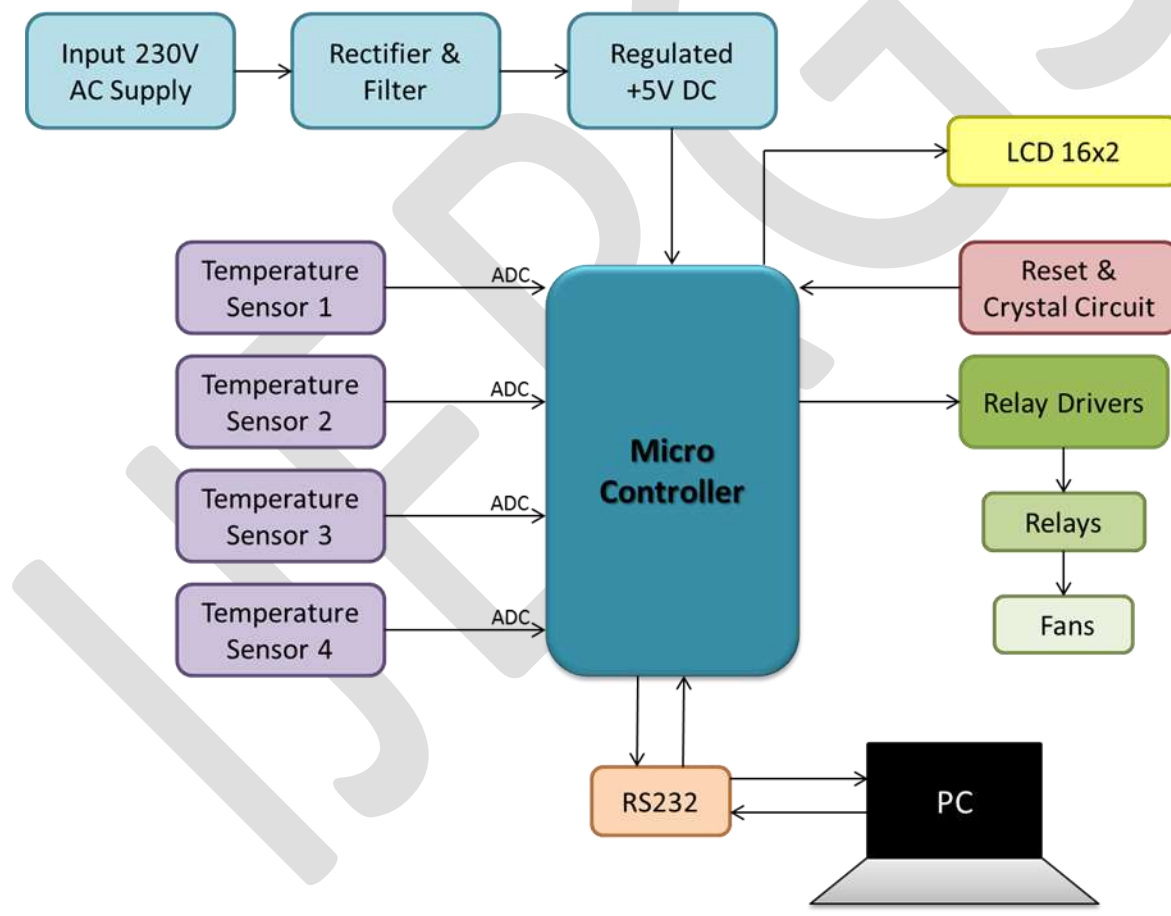 Input 230V
AC Supply
Rectifier &
Filter
Regulated
+5V DC
LCD 16x2
Temperature
Sensor 1
ADC
Reset &
Crystal Circuit
Temperature
Sensor 2
ADC
Relay Drivers
Micro
Controller
Temperature
Sensor 3
ADC
Relays
Temperature
Sensor 4
ADC
Fans
RS232
PC